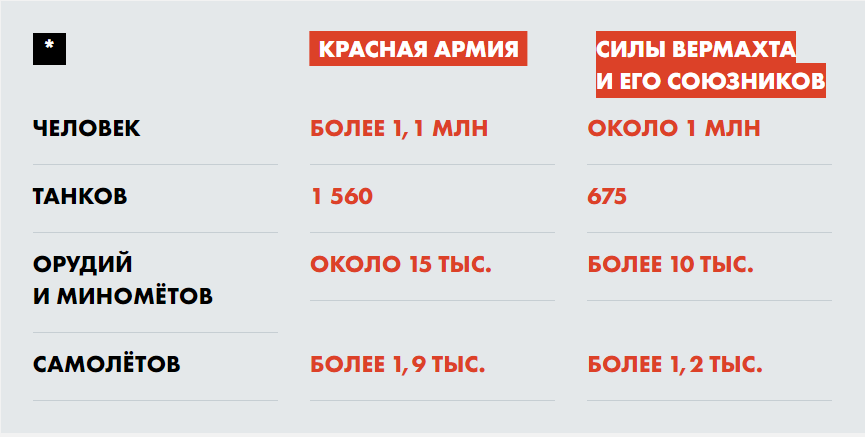 *
КРАСНАЯ АРМИЯ
СИЛЫ ВЕРМАХТА
И ЕГО СОЮЗНИКОВ
ЧЕЛОВЕК
БОЛЕЕ 1,1 МЛН
ОКОЛО 1 МЛН
ТАНКОВ
1 560
675
ОРУДИЙ
И МИНОМЁТОВ
ОКОЛО 15 ТЫС.
БОЛЕЕ 10 ТЫС.
САМОЛЁТОВ
БОЛЕЕ 1,9 ТЫС.
БОЛЕЕ 1,2 ТЫС.